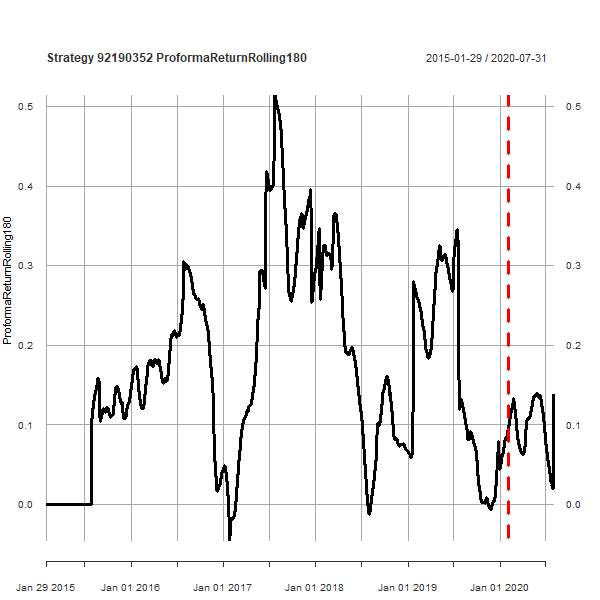 Strategy 92190352 ProformaReturnRolling180
2015-01-29 / 2020-07-31
0.5
0.5
0.4
0.4
0.3
0.3
0.2
0.2
0.1
0.1
0.0
0.0
ProformaReturnRolling180
Jan 29 2015
Jan 01 2016
Jan 01 2017
Jan 01 2018
Jan 01 2019
Jan 01 2020